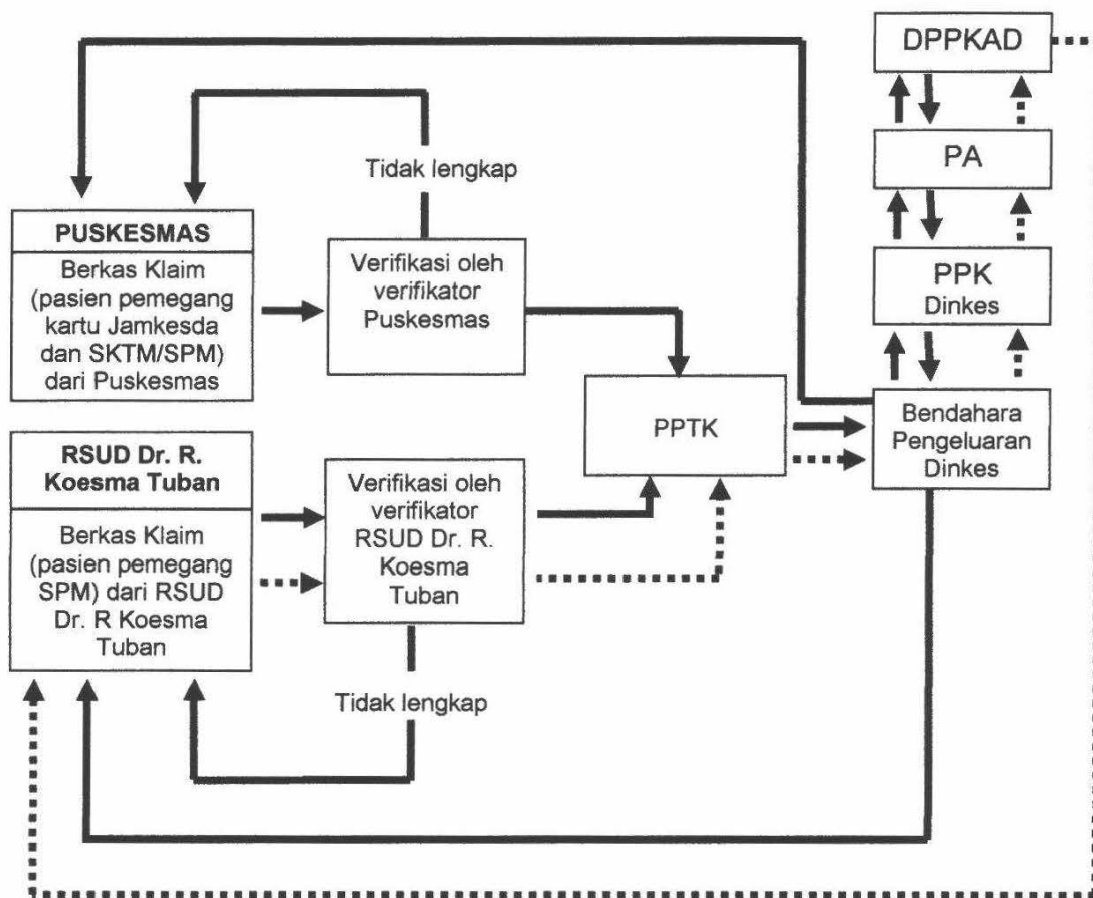 DPPKAD
PA
Tidak lengkap
PUSKESMAS
Berkas Klaim
(pasien pemegang
kartu Jamkesda
dan SKTM/SPM)
dari Puskesmas
Verifikasi oleh
verifikator
Puskesmas
PPK
Dinkes
PPTK
Bendahara
Pengeluaran
Dinkes
RSUD Dr. R.
Koesma Tuban
Berkas Klaim
(pasien pemegang
SPM) dari RSUD
Dr. R Koesma
Tuban
Verifikasi oleh
verifikator
RSUD Dr. R.
Koesma
Tuban
Tidak lengkap